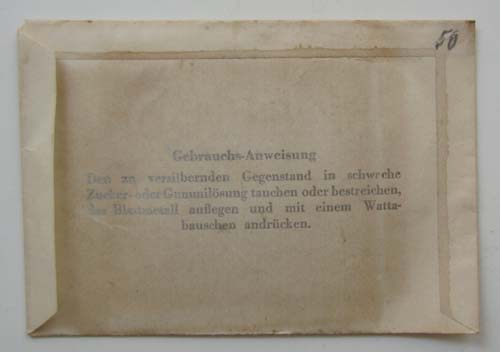 50
Gebrauchs-Anweisung
Den zu versilbernden Gegenstand in schwache
Zucker- oder Gummilösung tauchen oder bestreichen,
das Blattmetall auflegen und mit einem Watta-
bauschen andrücken.